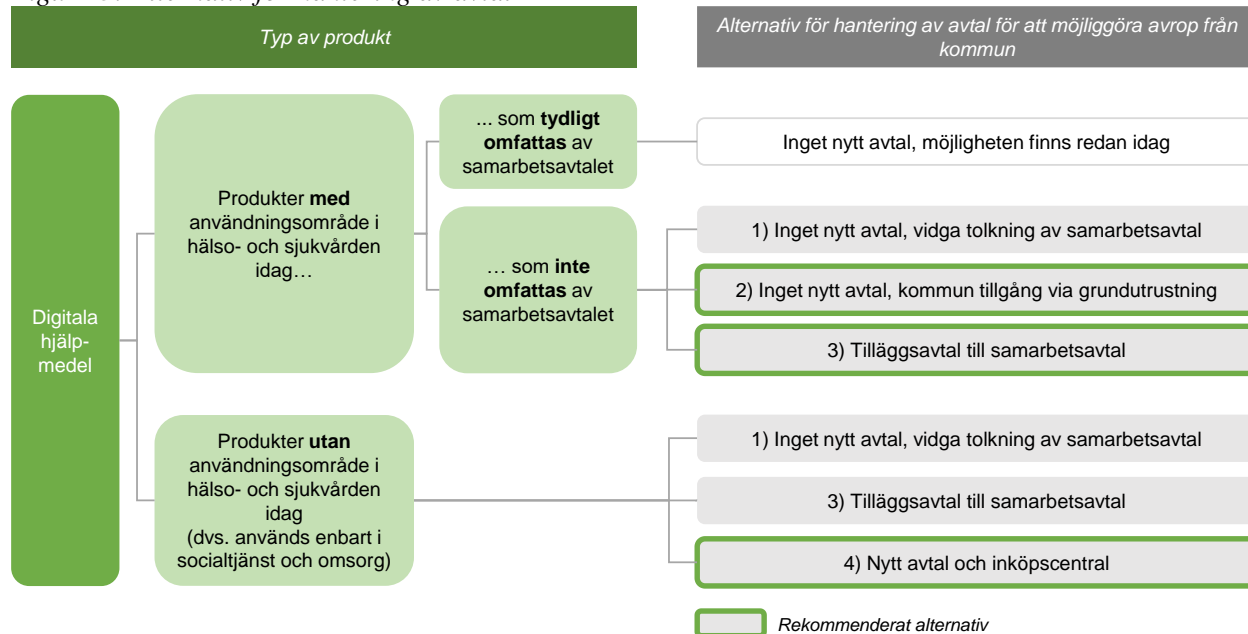 Typ av produkt
Alternativ för hantering av avtal för att möjliggöra avrop från
kommun
Digitala
hjälp-
medel
Produkter med
användningsområde i
hälso- och sjukvården
idag…
... som tydligt
omfattas av
samarbetsavtalet
Inget nytt avtal, möjligheten finns redan idag
… som inte
omfattas av
samarbetsavtalet
1) Inget nytt avtal, vidga tolkning av samarbetsavtal
2) Inget nytt avtal, kommun tillgång via grundutrustning
3) Tilläggsavtal till samarbetsavtal
Produkter utan
användningsområde i
hälso- och sjukvården
idag
(dvs. används enbart i
socialtjänst och omsorg)
1) Inget nytt avtal, vidga tolkning av samarbetsavtal
3) Tilläggsavtal till samarbetsavtal
4) Nytt avtal och inköpscentral
Rekommenderat alternativ